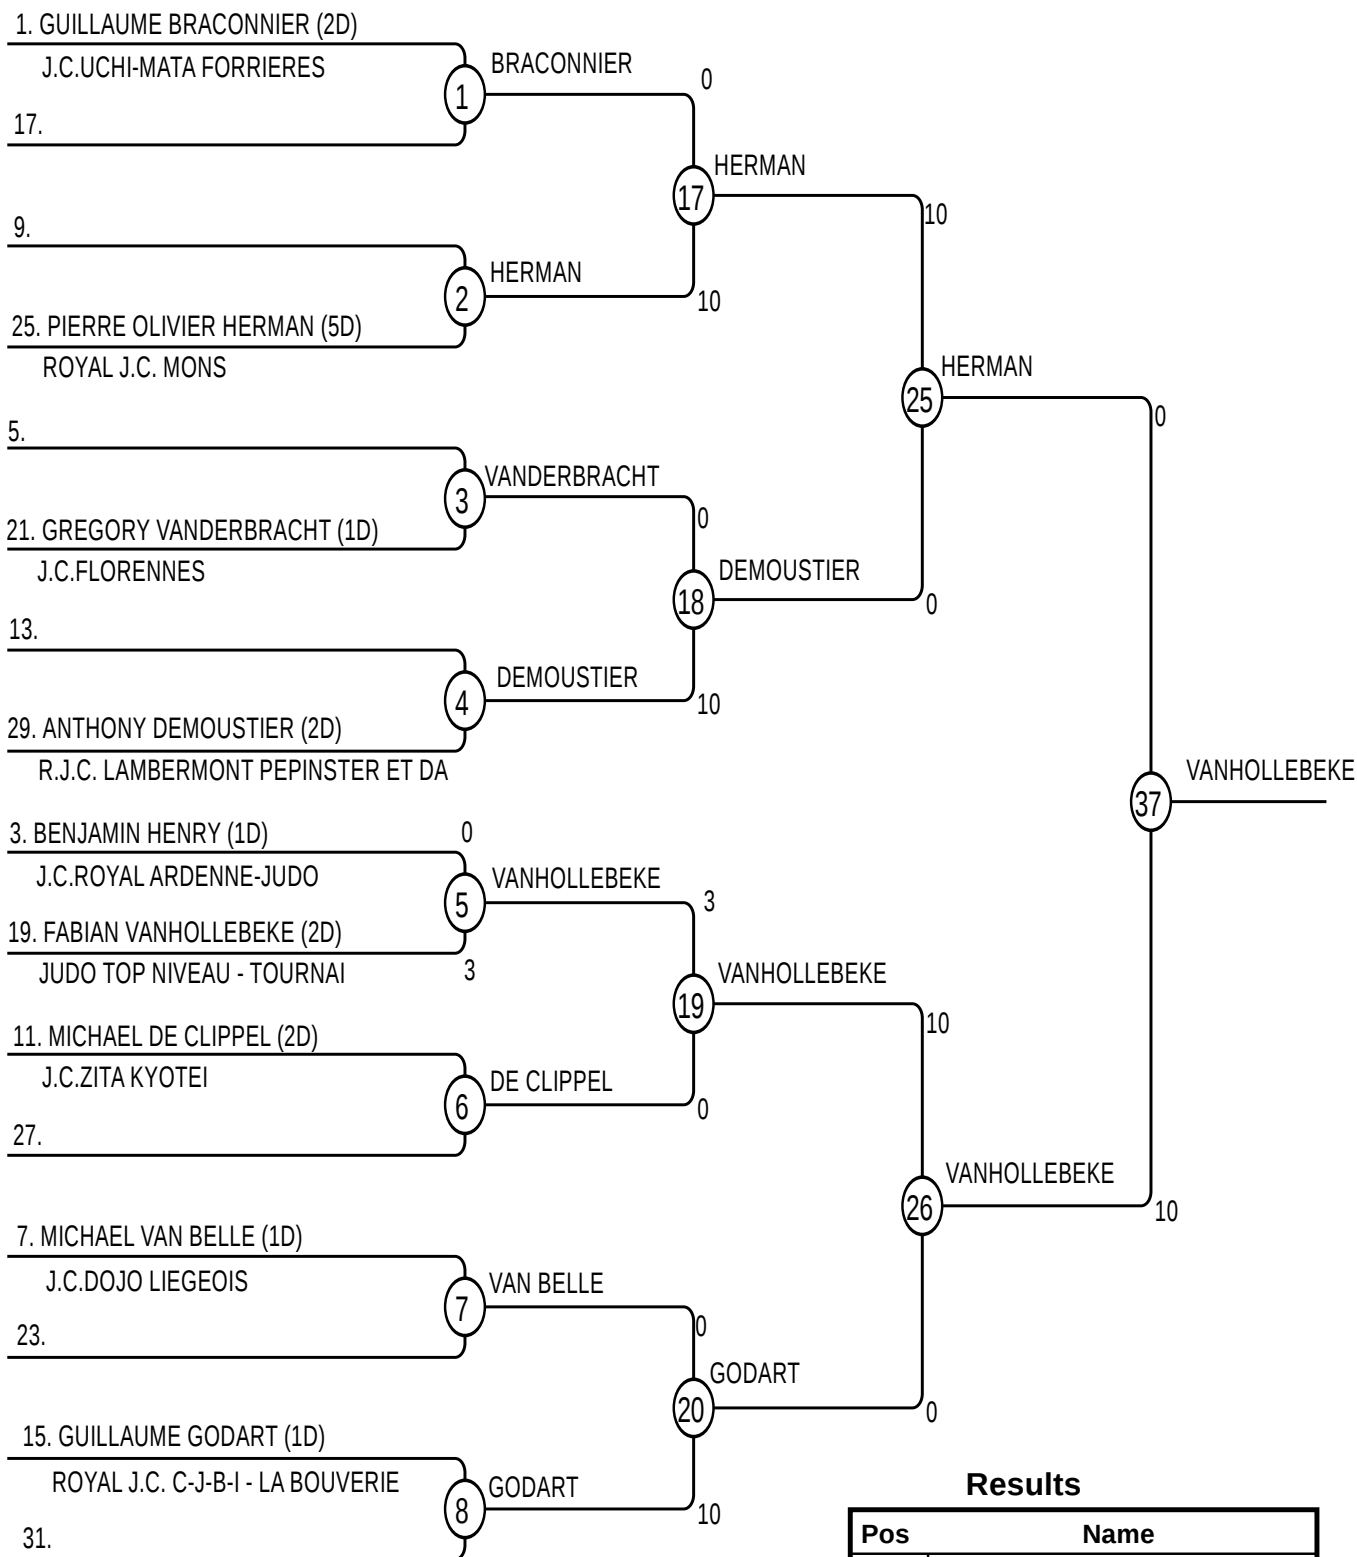 1. GUILLAUME BRACONNIER (2D)
J.C.UCHI-MATA FORRIERES
17.
1
BRACONNIER
0
9.
25. PIERRE OLIVIER HERMAN (5D)
ROYAL J.C. MONS
2
HERMAN
10
17
HERMAN
10
5.
21. GREGORY VANDERBRACHT (1D)
J.C.FLORENNES
3
VANDERBRACHT
0
13.
29. ANTHONY DEMOUSTIER (2D)
R.J.C. LAMBERMONT PEPINSTER ET DA
4
DEMOUSTIER
10
18
DEMOUSTIER
0
25
HERMAN
0
3. BENJAMIN HENRY (1D)
0
J.C.ROYAL ARDENNE-JUDO
19. FABIAN VANHOLLEBEKE (2D)
JUDO TOP NIVEAU - TOURNAI
3
5
VANHOLLEBEKE
3
11. MICHAEL DE CLIPPEL (2D)
J.C.ZITA KYOTEI
27.
6
DE CLIPPEL
0
19
VANHOLLEBEKE
10
7. MICHAEL VAN BELLE (1D)
J.C.DOJO LIEGEOIS
23.
7
VAN BELLE
0
15. GUILLAUME GODART (1D)
ROYAL J.C. C-J-B-I - LA BOUVERIE
31.
8
GODART
10
20
GODART
0
26
VANHOLLEBEKE
10
37
VANHOLLEBEKE
Results
Pos Name